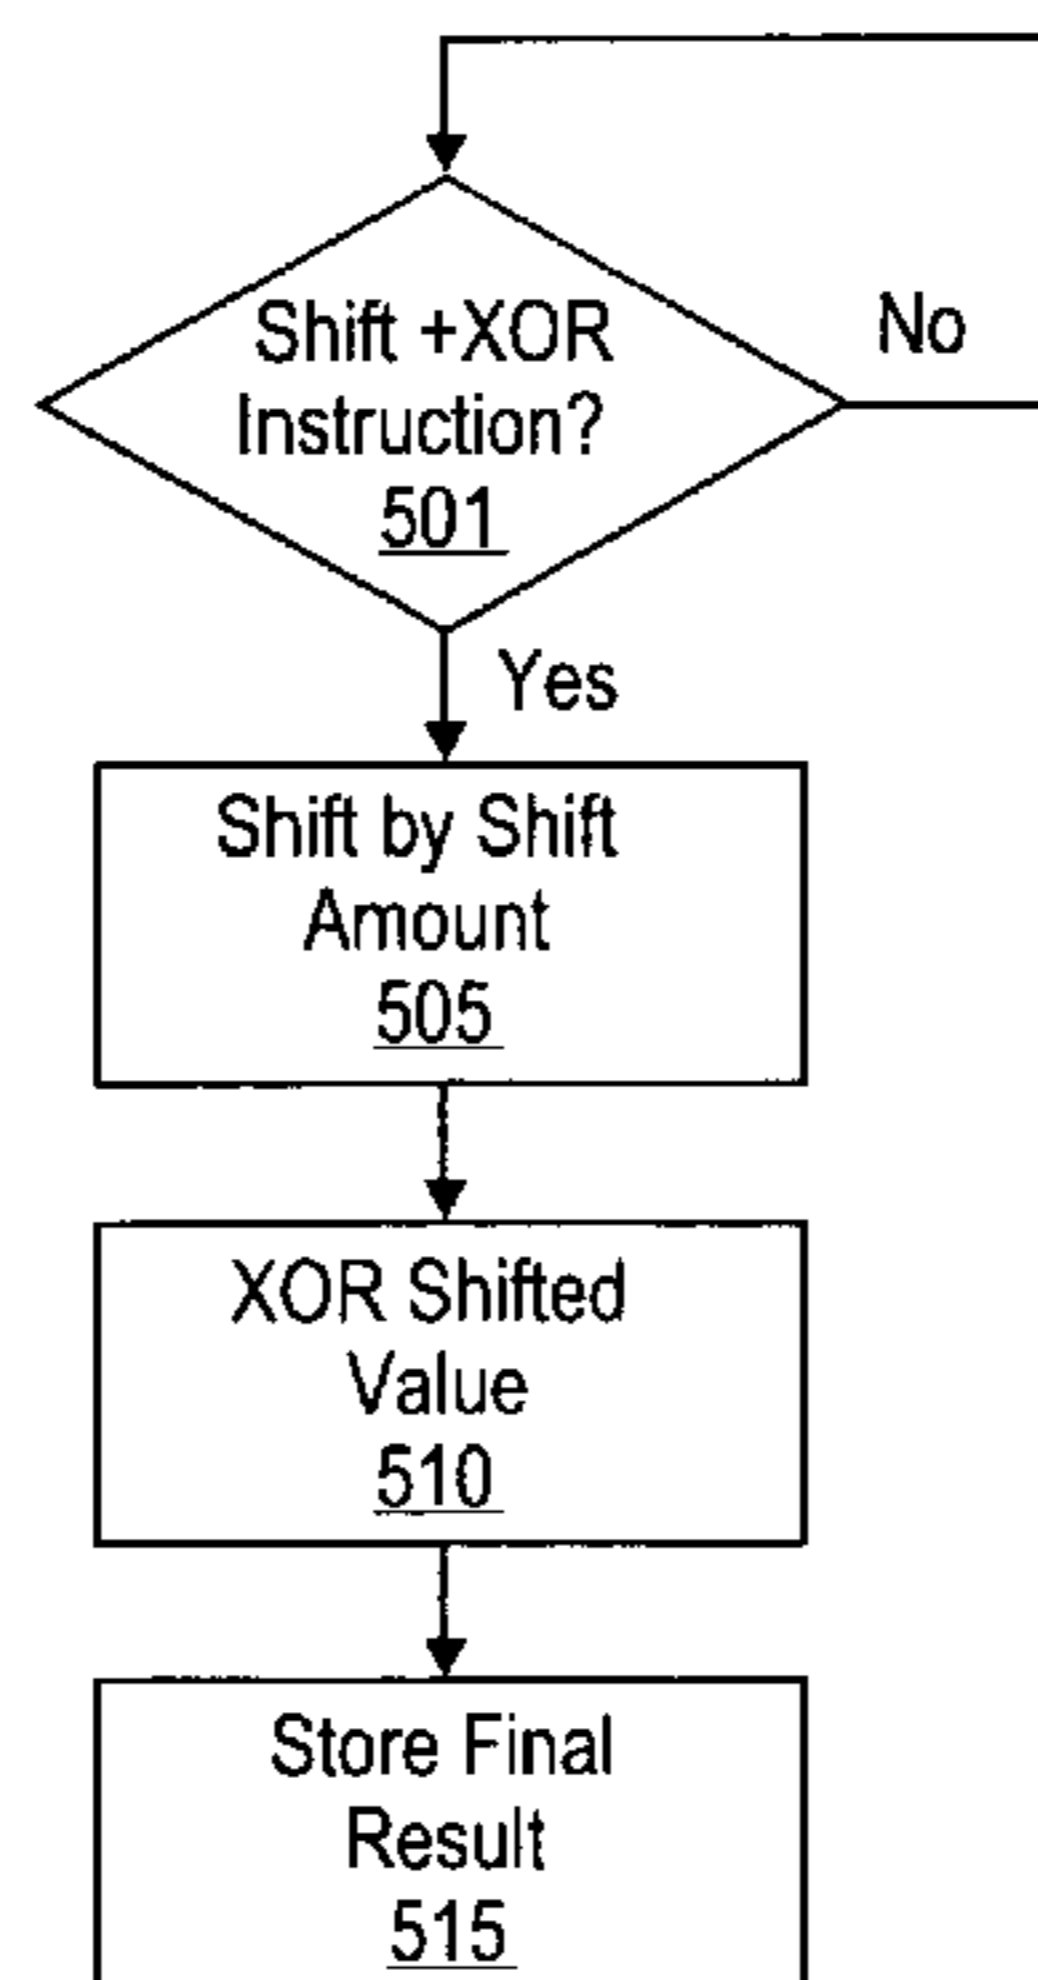 Shift +XOR
Instruction?
501
No
Yes
Shift by Shift
Amount
505
XOR Shifted
Value
510
Store Final
Result
515